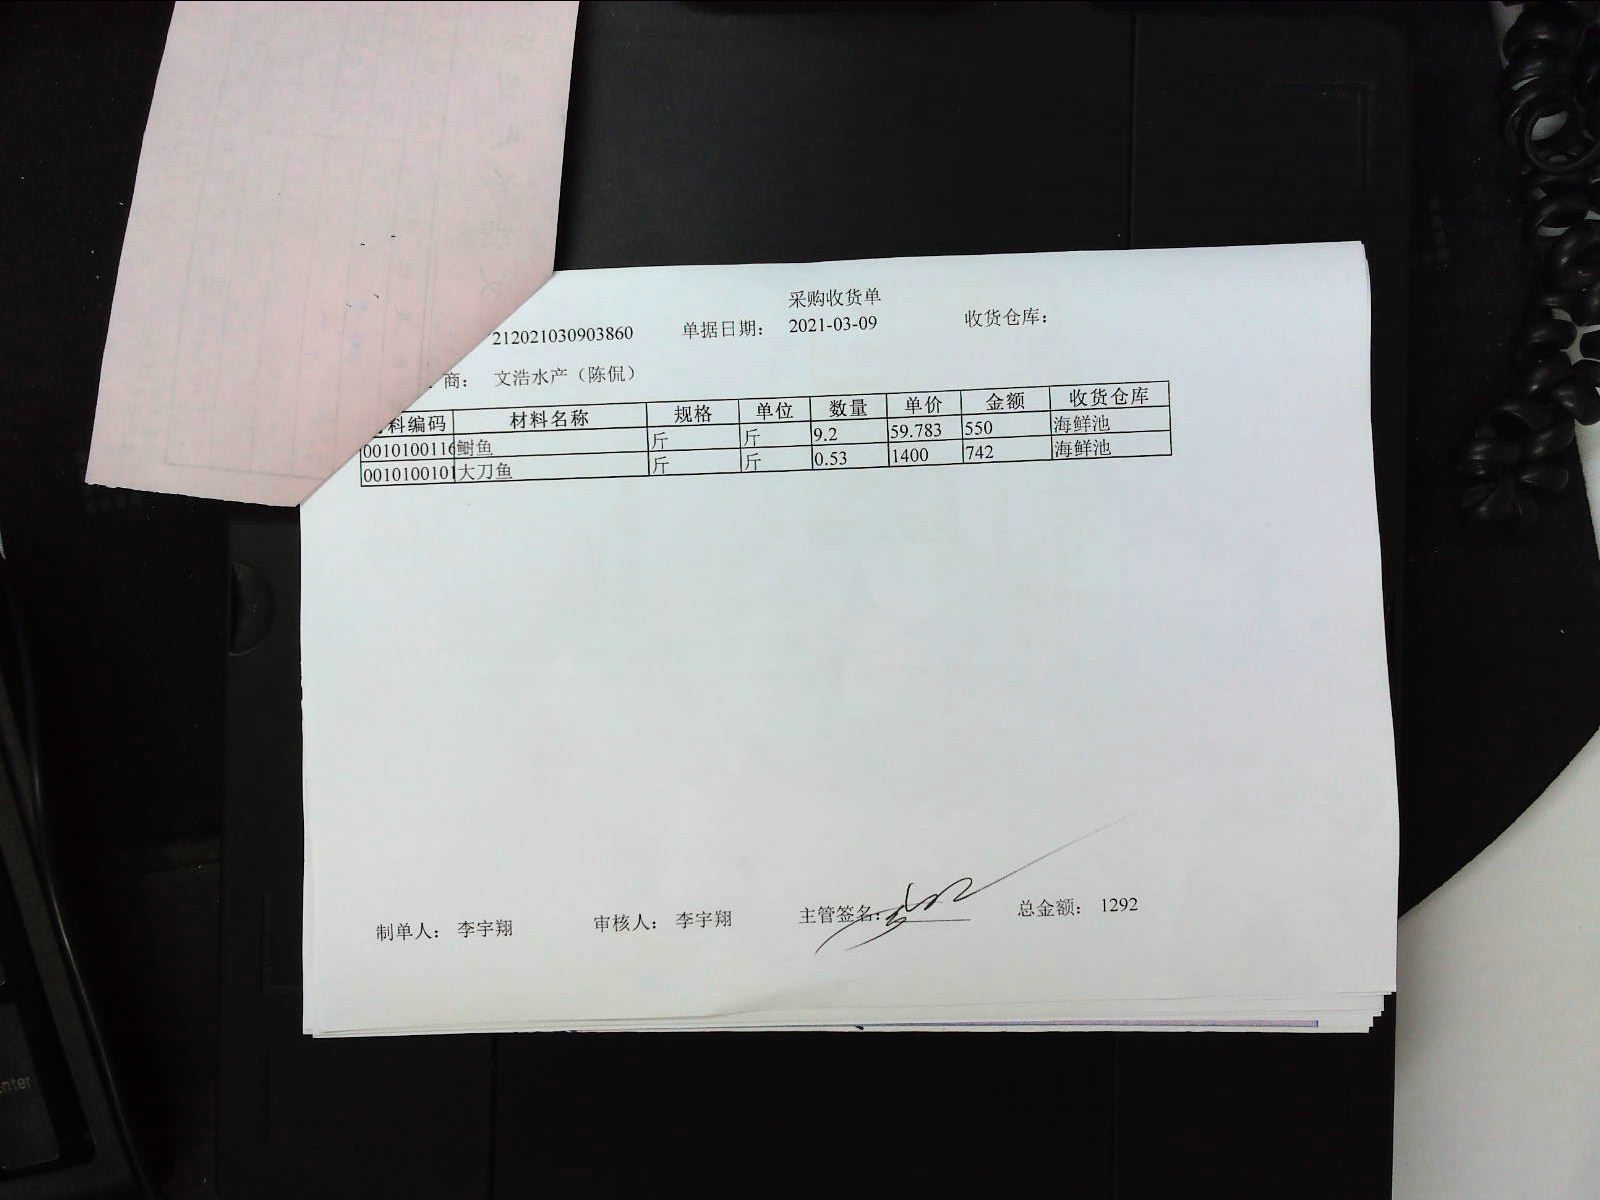 采购收货单
212021030903860 单据日期： 2021-03-09 收货仓库：
商： 文浩水产（陈侃）
料编码 材料名称 规格 单位 数量 单价 金额 收货仓库
0010100116 鲥鱼 斤 斤 9.2 59.783 550 海鲜池
0010100101 大刀鱼 斤 斤 0.53 1400 742 海鲜池
制单人： 李宇翔 审核人： 李宇翔 主管签名： 总金额： 1292